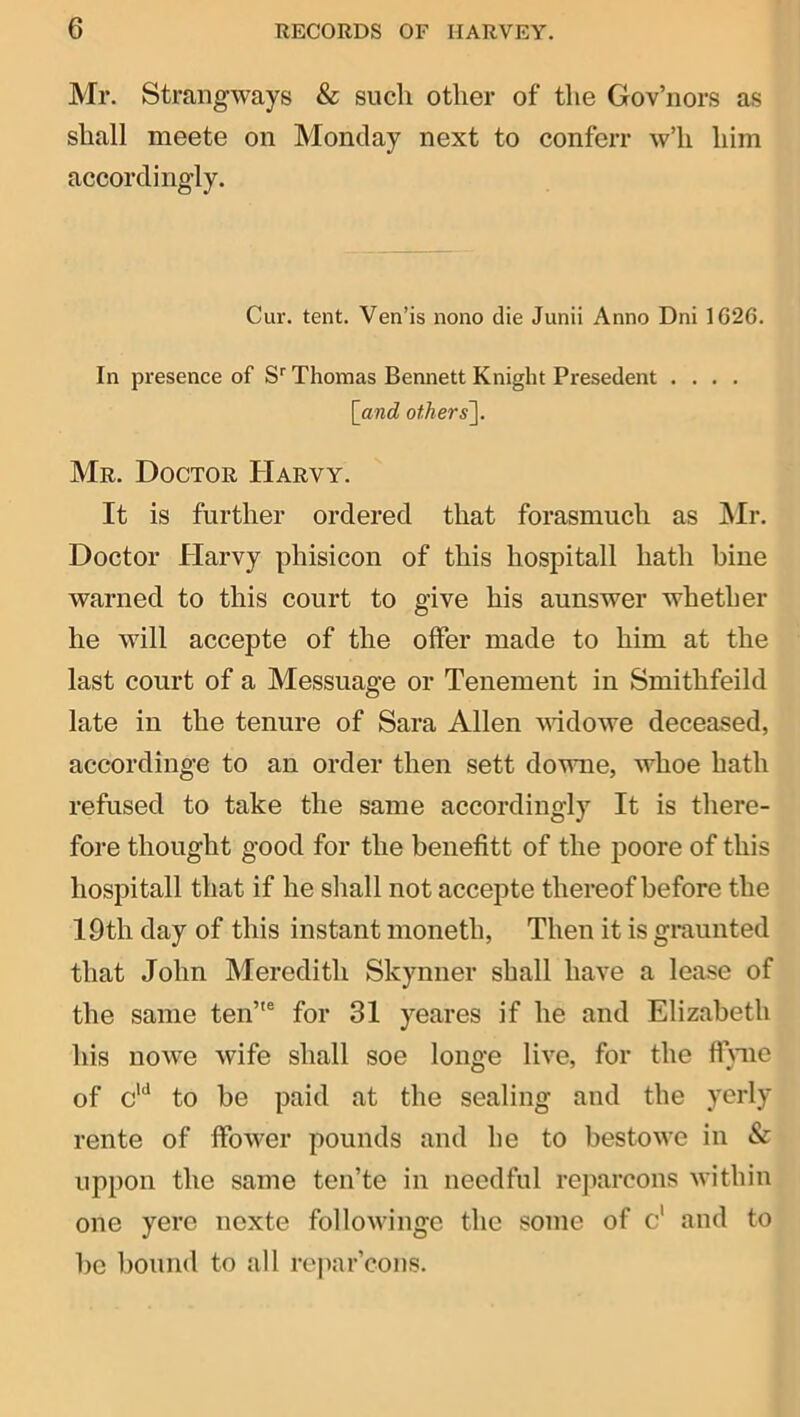 6 RECORDS OF HARVEY.
Mr. Strangways & such other of the Gov’nors as
shall meete on Monday next to conferr w’h him
accordingly.
Cur. tent. Ven’is nono die Junii Anno Dni 1626.
In presence of Sʳ Thomas Bennett Knight Presedent . . . .
[and others].
Mr. Doctor Harvy.
It is further ordered that forasmuch as Mr.
Doctor Harvy phisicon of this hospitall hath bine
warned to this court to give his aunswer whether
he will accepte of the offer made to him at the
last court of a Messuage or Tenement in Smithfeild
late in the tenure of Sara Allen widowe deceased,
accordinge to an order then sett downe, whoe hath
refused to take the same accordingly It is there-
fore thought good for the benefitt of the poore of this
hospitall that if he shall not accepte thereof before the
19th day of this instant moneth, Then it is graunted
that John Meredith Skynner shall have a lease of
the same ten’ᵗᵉ for 31 yeares if he and Elizabeth
his nowe wife shall soe longe live, for the ffyne
of cˡᵈ to be paid at the sealing and the yerly
rente of ffower pounds and he to bestowe in &
uppon the same ten’te in needful reparcons within
one yere nexte followinge the some of cˡ and to
be bound to all repar’cons.